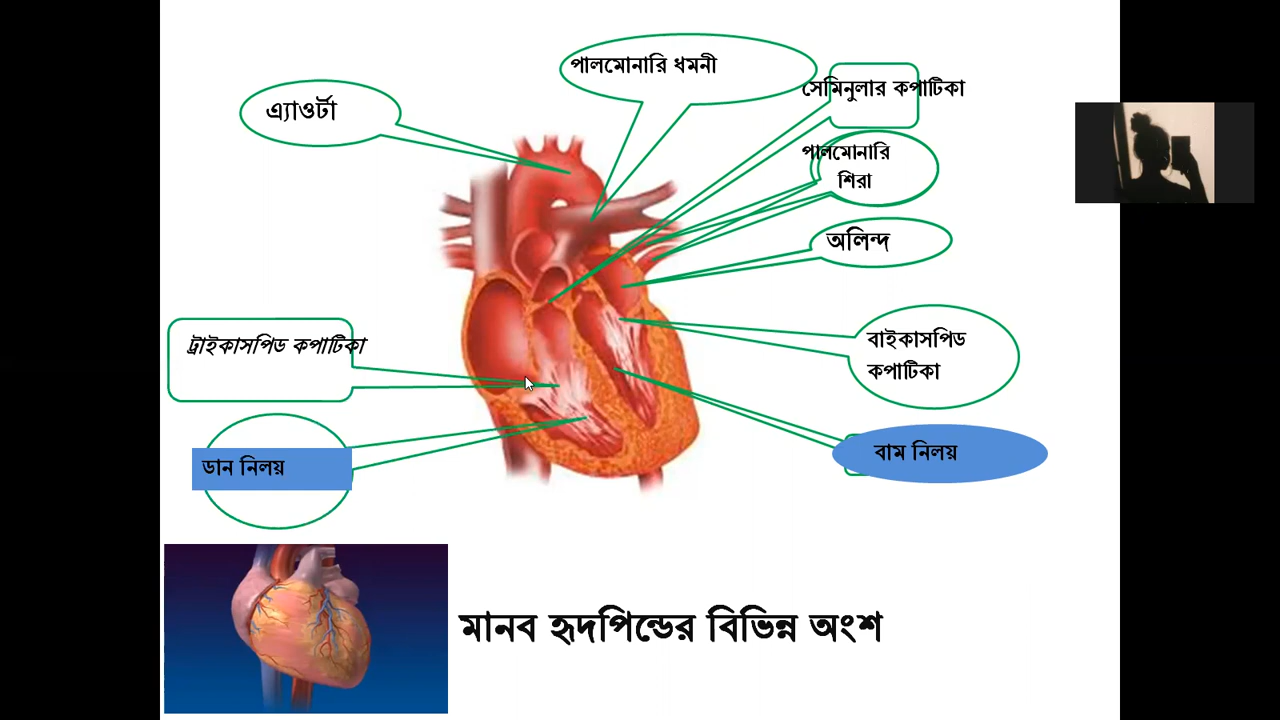 পালমোনারি ধমনী
এ্যাওর্টা
সেমিনুলার কপাটিকা
পালমোনারি
শিরা
অলিন্দ
ট্রাইকাসপিড কপাটিকা
বাইকাসপিড
কপাটিকা
ডান নিলয়
বাম নিলয়
মানব হৃদপিন্ডের বিভিন্ন অংশ